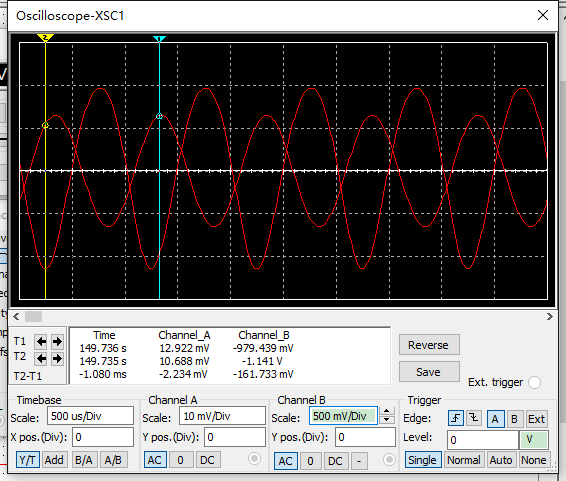 Oscilloscope-XSC1
2 1
Time Channel_A Channel_B
T1 149.736 s 12.922 mV -979.439 mV
T2 149.735 s 10.688 mV -1.141 V
T2-T1 -1.080 ms -2.234 mV -161.733 mV
Reverse
Save
Ext. trigger
Timebase Channel A Channel B Trigger
Scale: 500 us/Div Scale: 10 mV/Div Scale: 500 mV/Div Edge: A B Ext
X pos.(Div): 0 Y pos.(Div): 0 Y pos.(Div): 0 Level: 0 V
Y/T Add B/A A/B AC 0 DC AC 0 DC - Single Normal Auto None